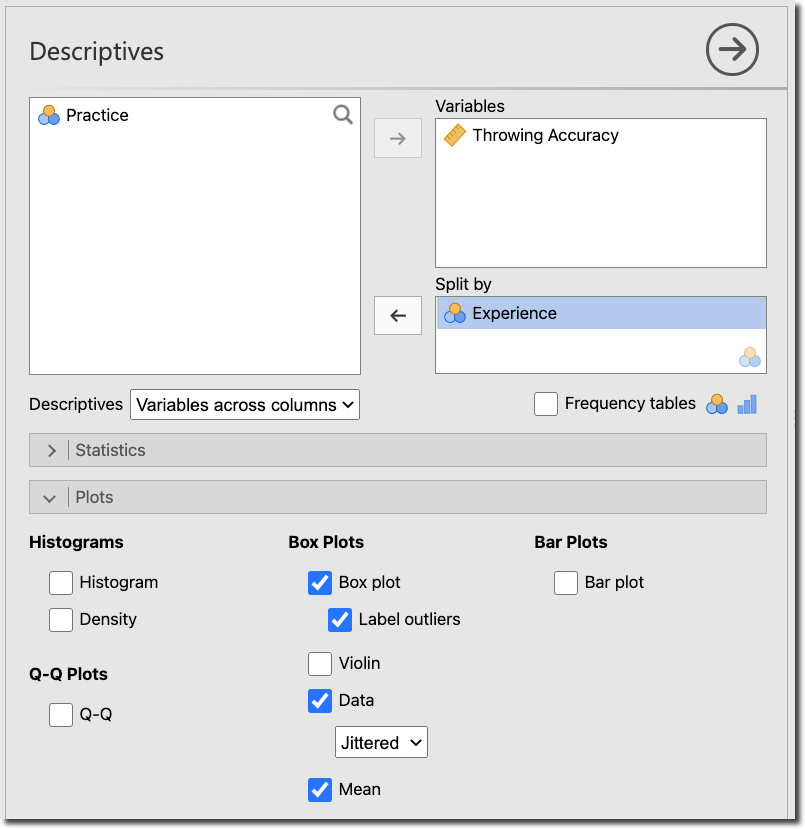 Descriptives
Practice
Variables
Throwing Accuracy
Split by
Experience
Descriptives Variables across columns
Frequency tables
Statistics
Plots
Histograms
Histogram
Density
Q-Q Plots
Q-Q
Box Plots
Box plot
Label outliers
Violin
Data
Jittered
Mean
Bar Plots
Bar plot